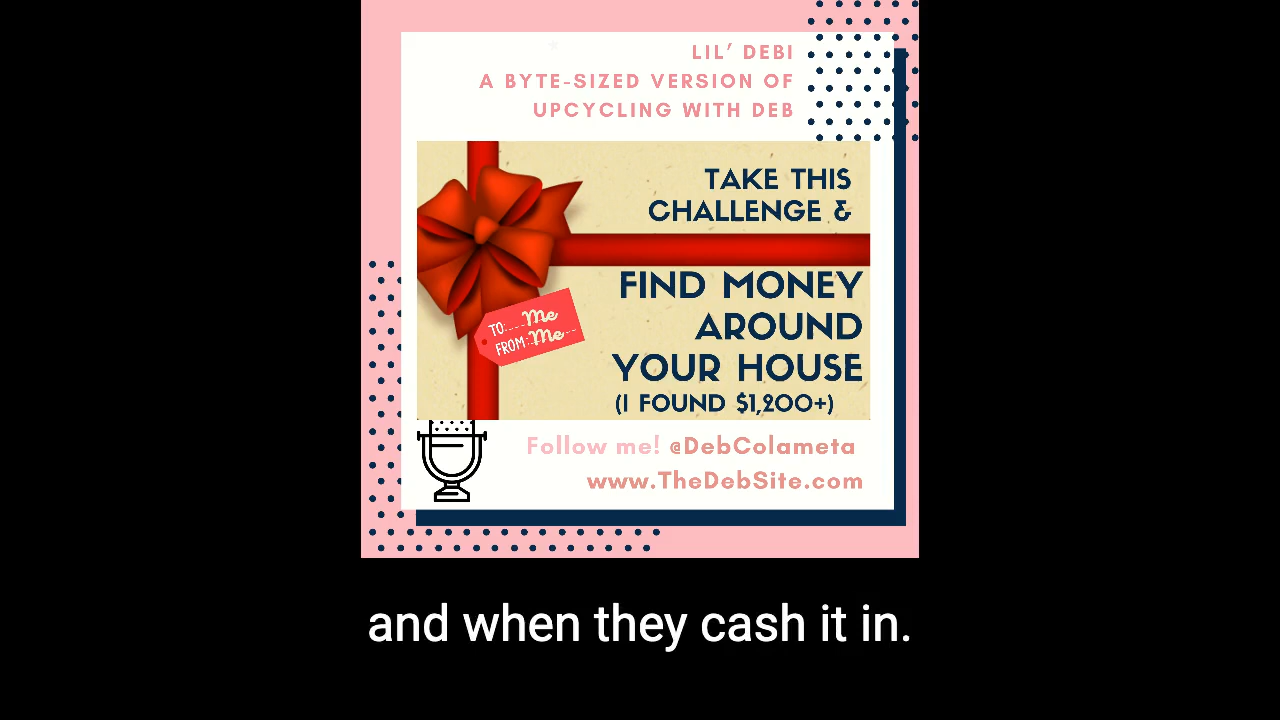 LIL’ DEBI
A BYTE-SIZED VERSION OF
UPCYCLING WITH DEB
TAKE THIS
CHALLENGE &
FIND MONEY
AROUND
YOUR HOUSE
(I FOUND $1,200+)
TO: Me
FROM: Me
Follow me! @DebColameta
www.TheDebSite.com
and when they cash it in.